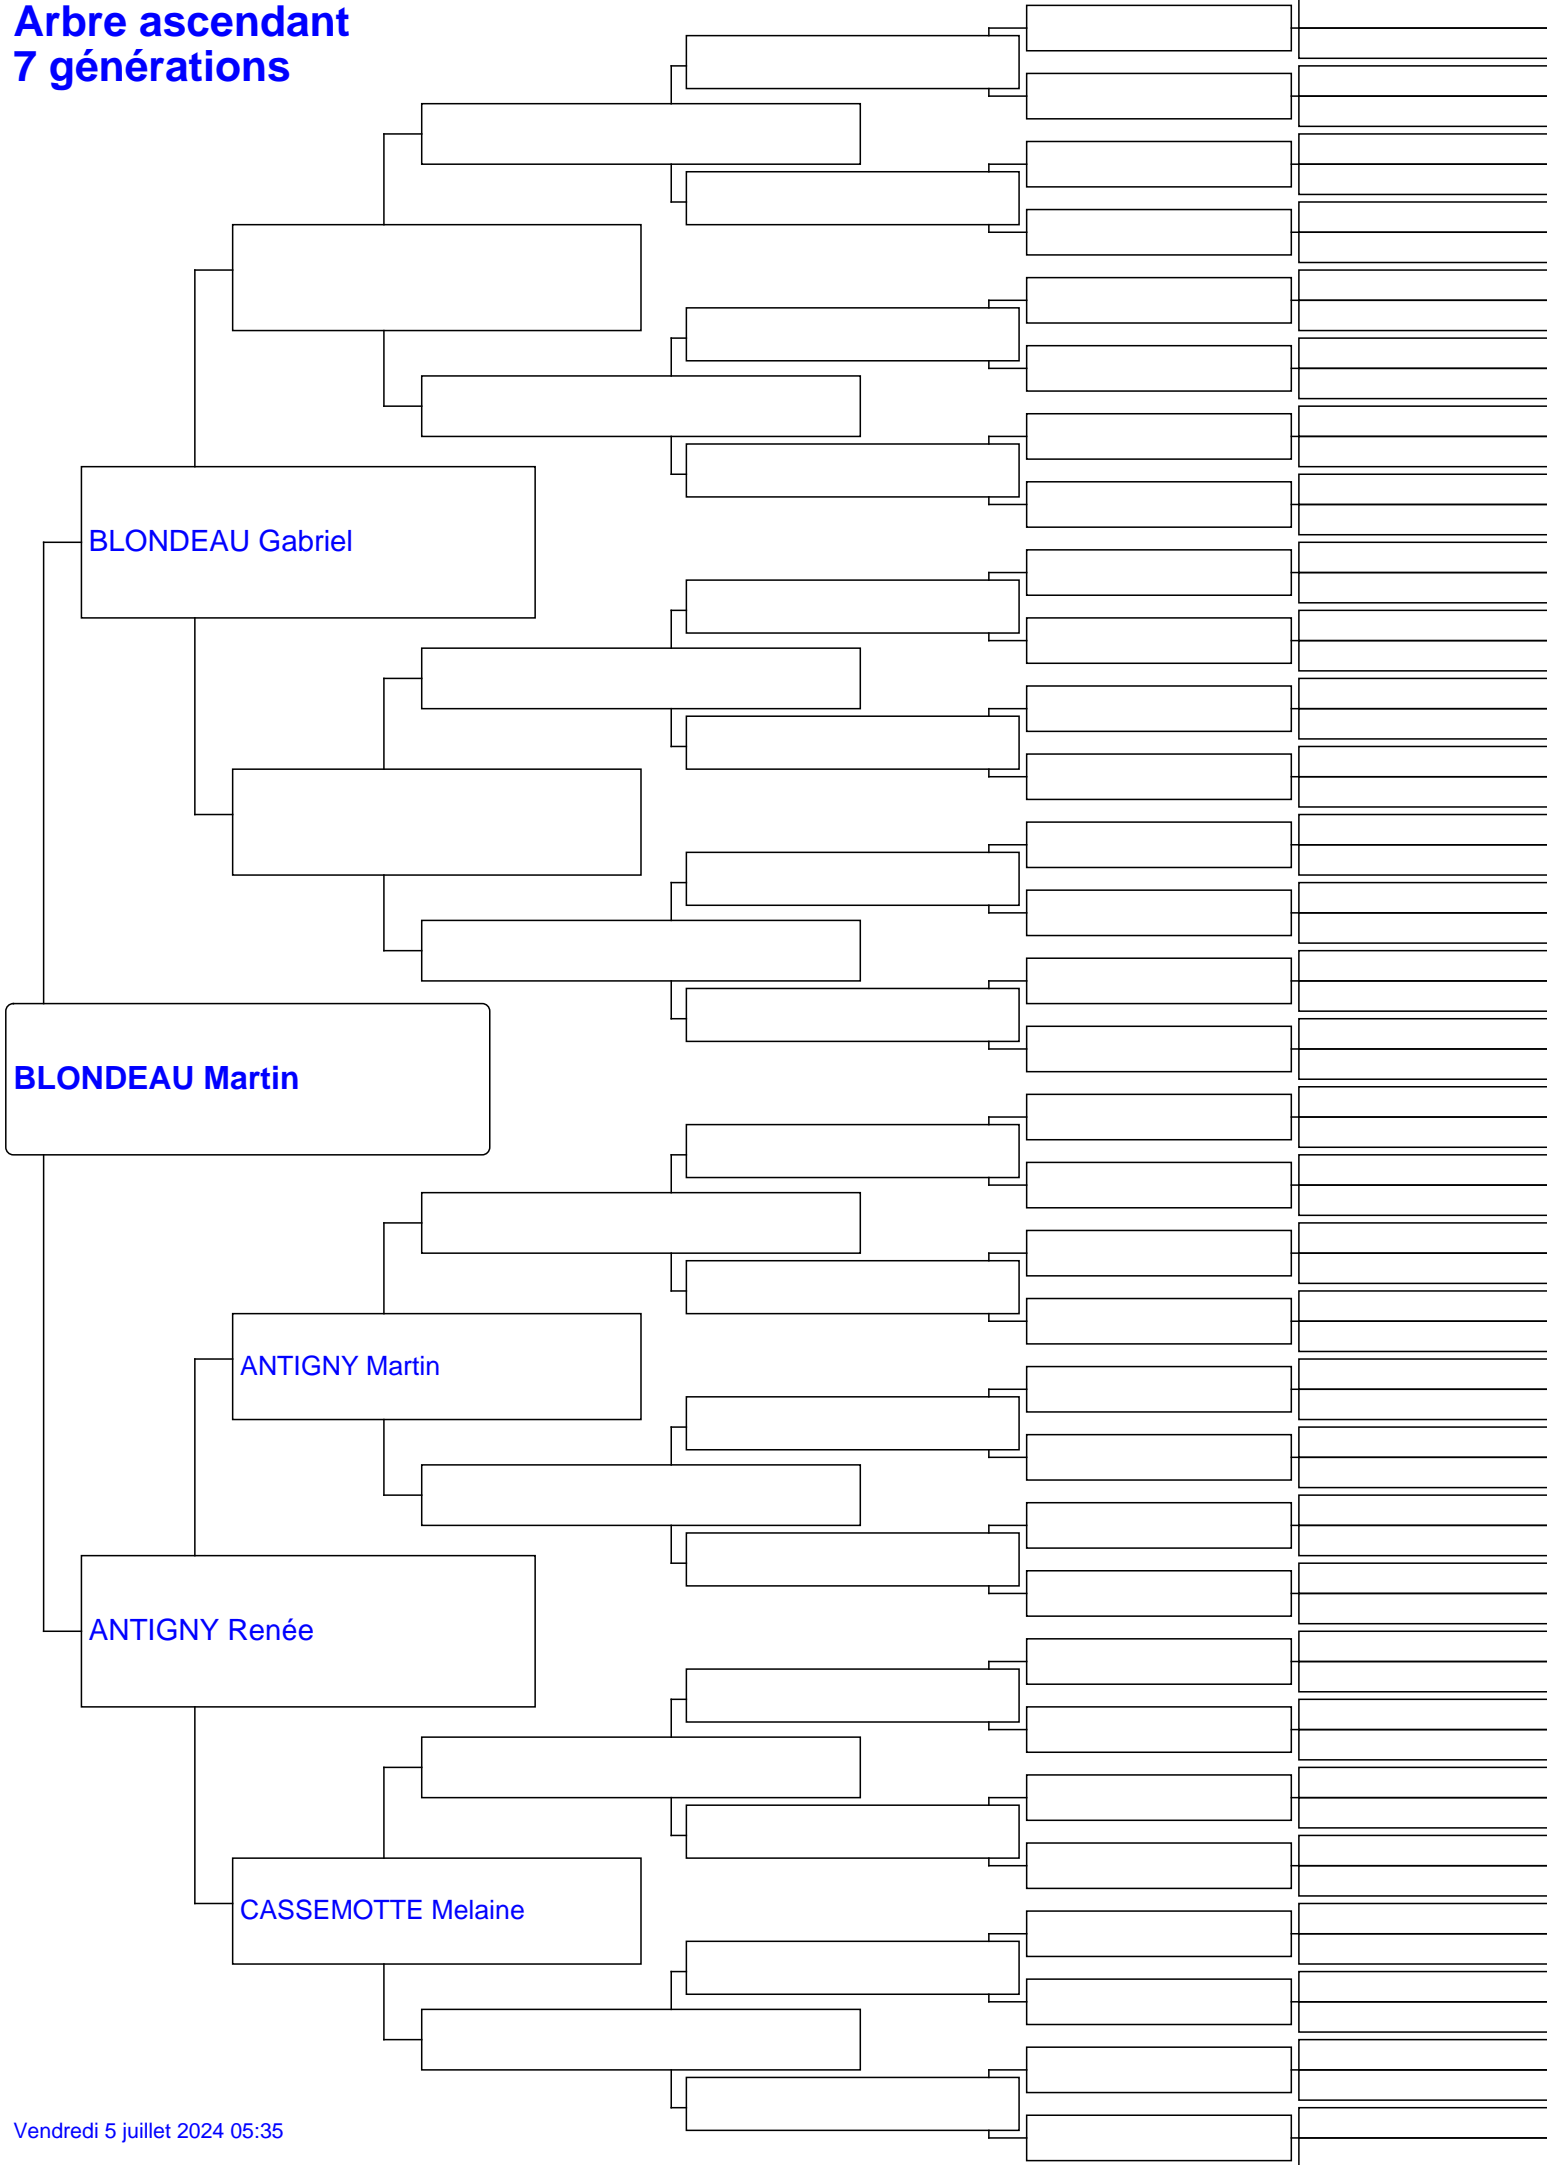 Arbre ascendant
7 générations
BLONDEAU Gabriel
BLONDEAU Martin
ANTIGNY Martin
ANTIGNY Renée
CASSEMOTTE Melaine
Vendredi 5 juillet 2024 05:35